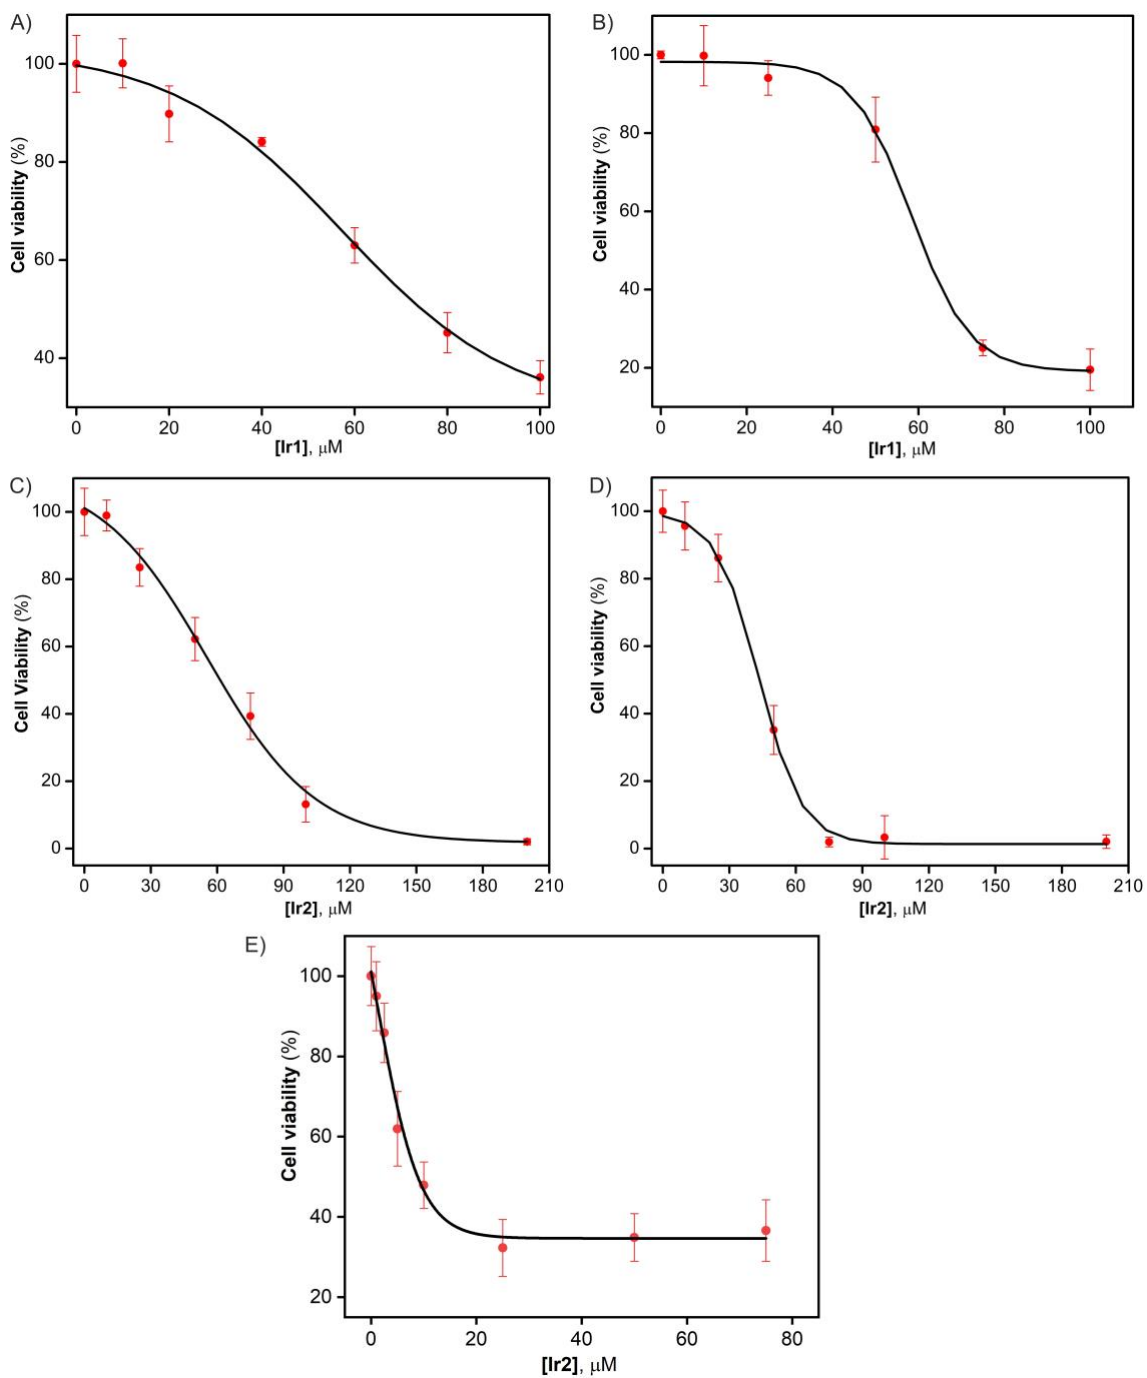 A)
Cell viability (%)
100
80
60
40
0 20 40 60 80 100
[Ir1], μM
B)
Cell viability (%)
100
80
60
40
20
0 20 40 60 80 100
[Ir1], μM
C)
Cell Viability (%)
100
80
60
40
20
0
0 30 60 90 120 150 180 210
[Ir2], μM
D)
Cell viability (%)
100
80
60
40
20
0
0 30 60 90 120 150 180 210
[Ir2], μM
E)
Cell viability (%)
100
80
60
40
20
0 20 40 60 80
[Ir2], μM